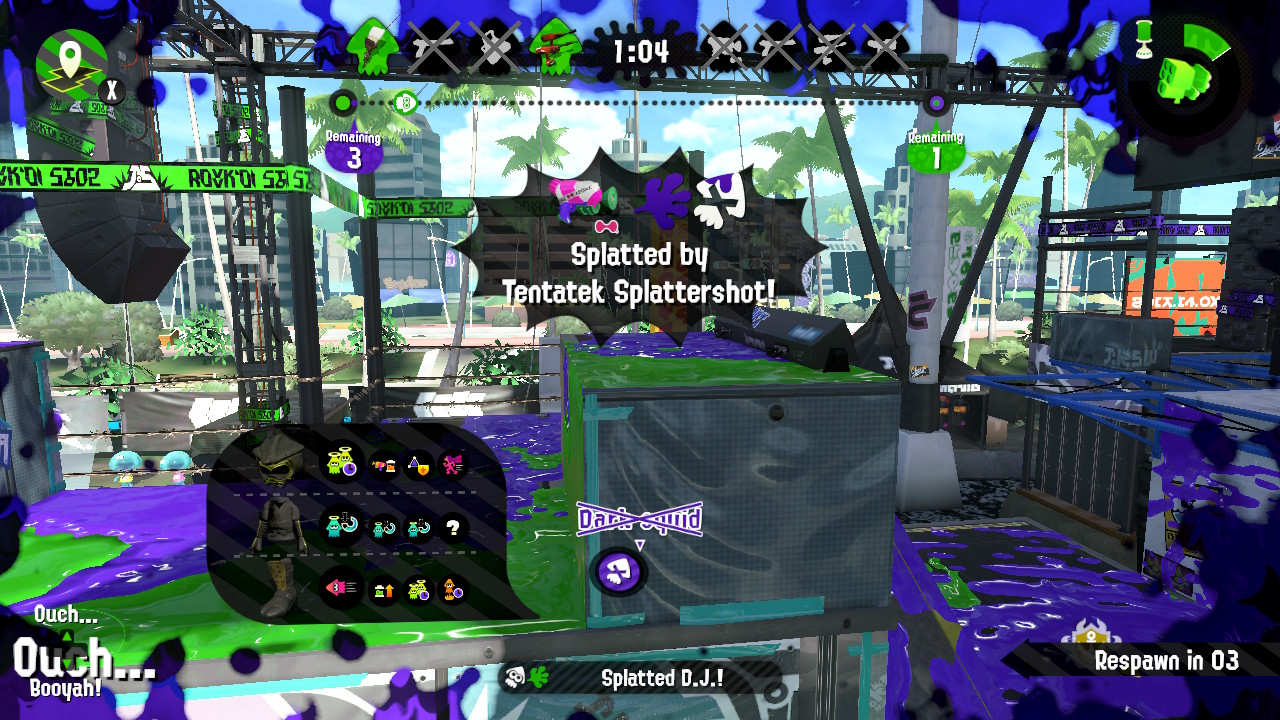 1:04
X
Remaining
3
Remaining
1
Splatted by
Tentatek Splattershot!
Dark squid
?
3
Ouch...
Ouch...
Booyah!
Splatted D.J.!
Respawn in 03